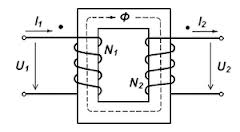 I₁ Φ I₂
N₁
U₁ U₂
N₂